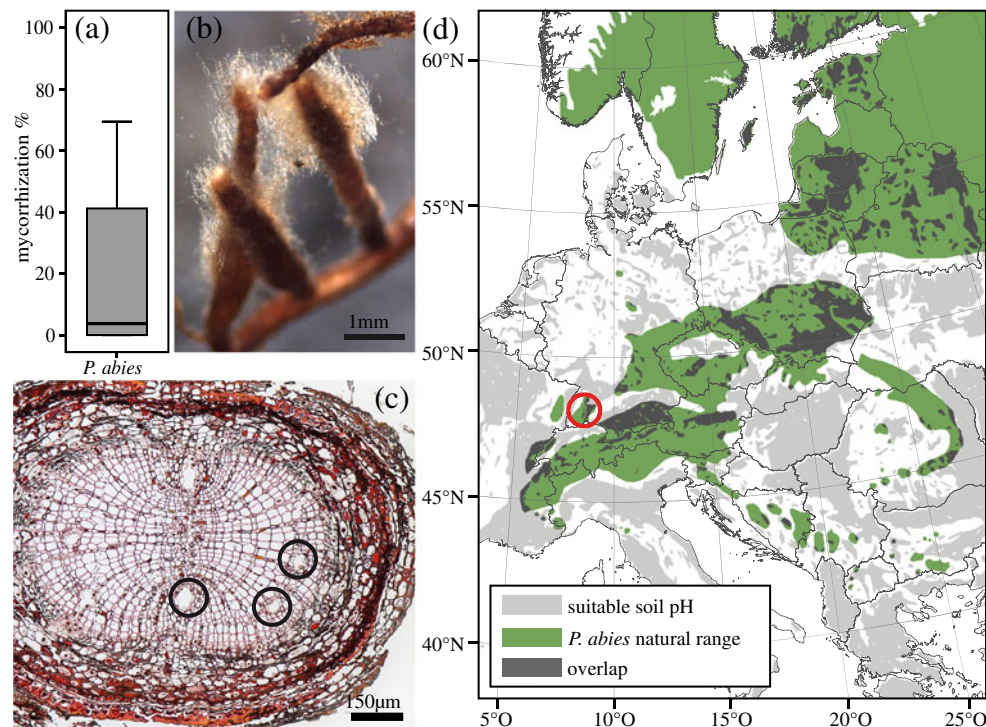 (a)
100
80
60
40
20
0
mycorrhization %
P. abies
(b)
1mm
(c)
150µm
(d)
60°N
55°N
50°N
45°N
40°N
suitable soil pH
P. abies natural range
overlap
5°O
10°O
15°O
20°O
25°O